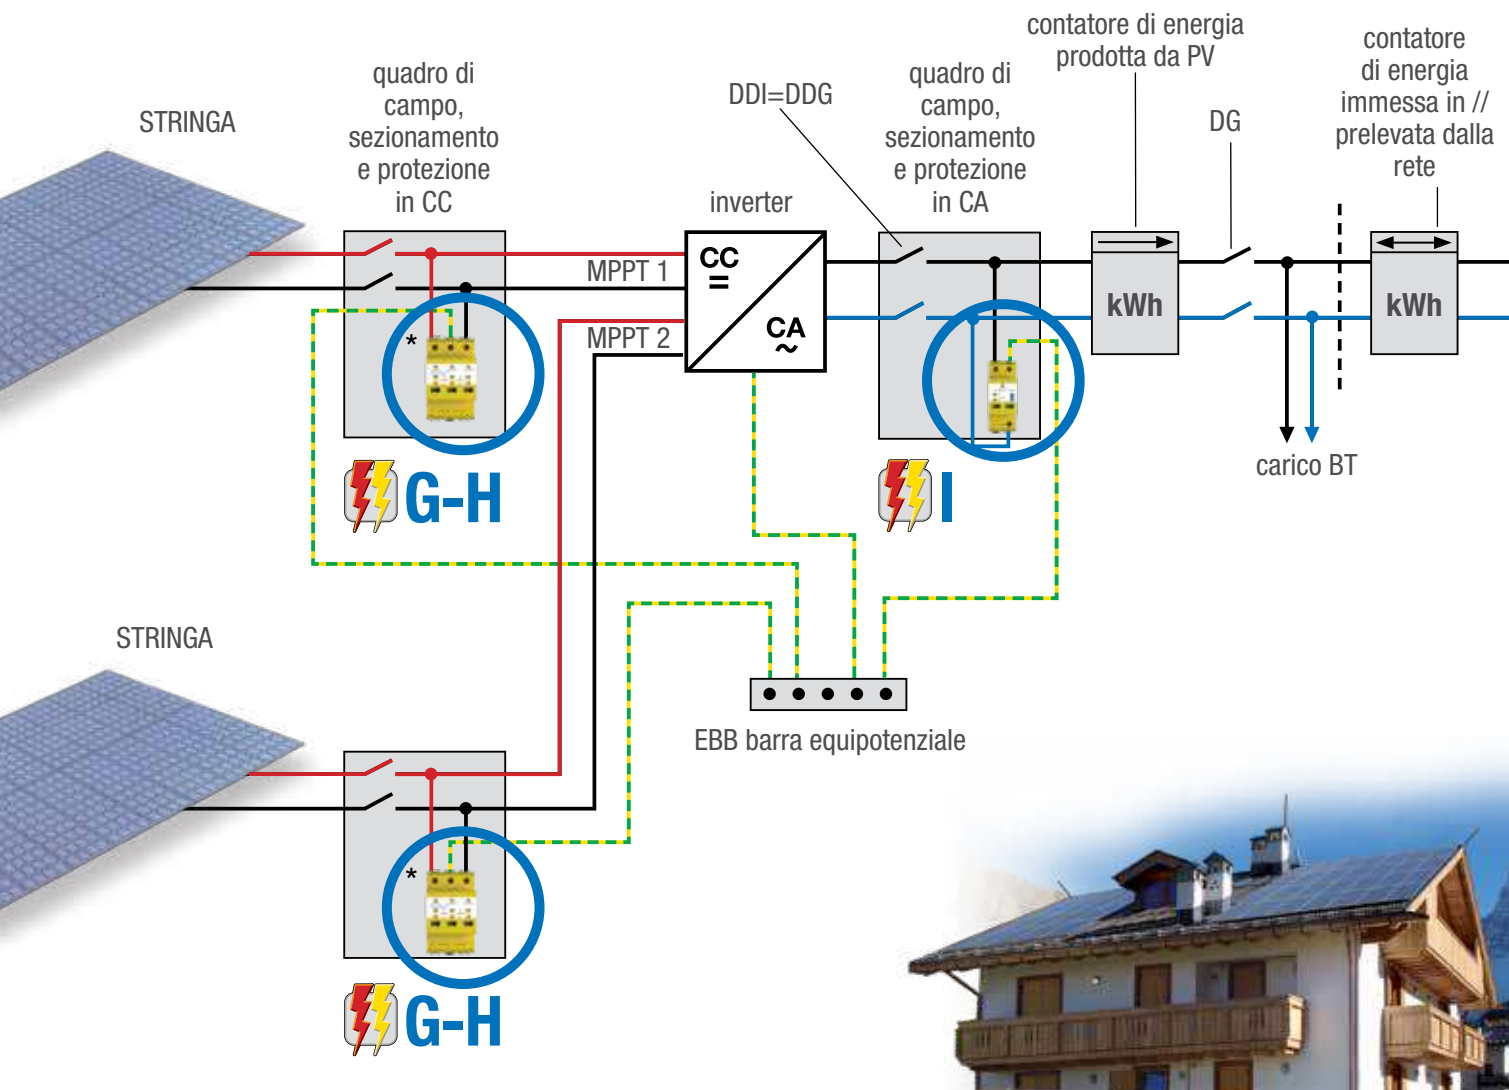 STRINGA
quadro di
campo,
sezionamento
e protezione
in CC
inverter
DDI=DDG
quadro di
campo,
sezionamento
e protezione
in CA
contatore di energia
prodotta da PV
DG
contatore
di energia
immessa in //
prelevata dalla
rete
MPPT 1
MPPT 2
CC
=
CA
~
kWh
kWh
*
G-H
I
carico BT
STRINGA
EBB barra equipotenziale
*
G-H